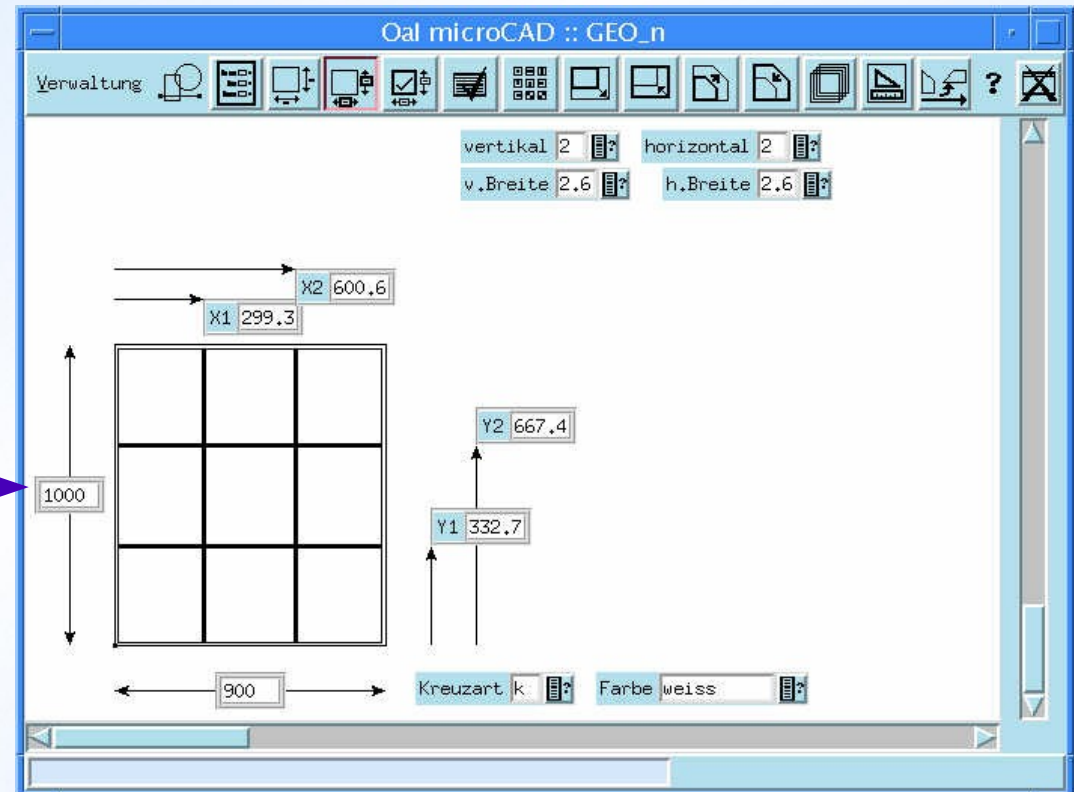 Oal microCAD :: GEO_n
Verwaltung ?
vertikal 2 ? horizontal 2 ?
v.Breite 2.6 ? h.Breite 2.6 ?
X2 600.6
X1 299.3
Y2 667.4
1000
Y1 332.7
900
Kreuzart k ? Farbe weiss ?